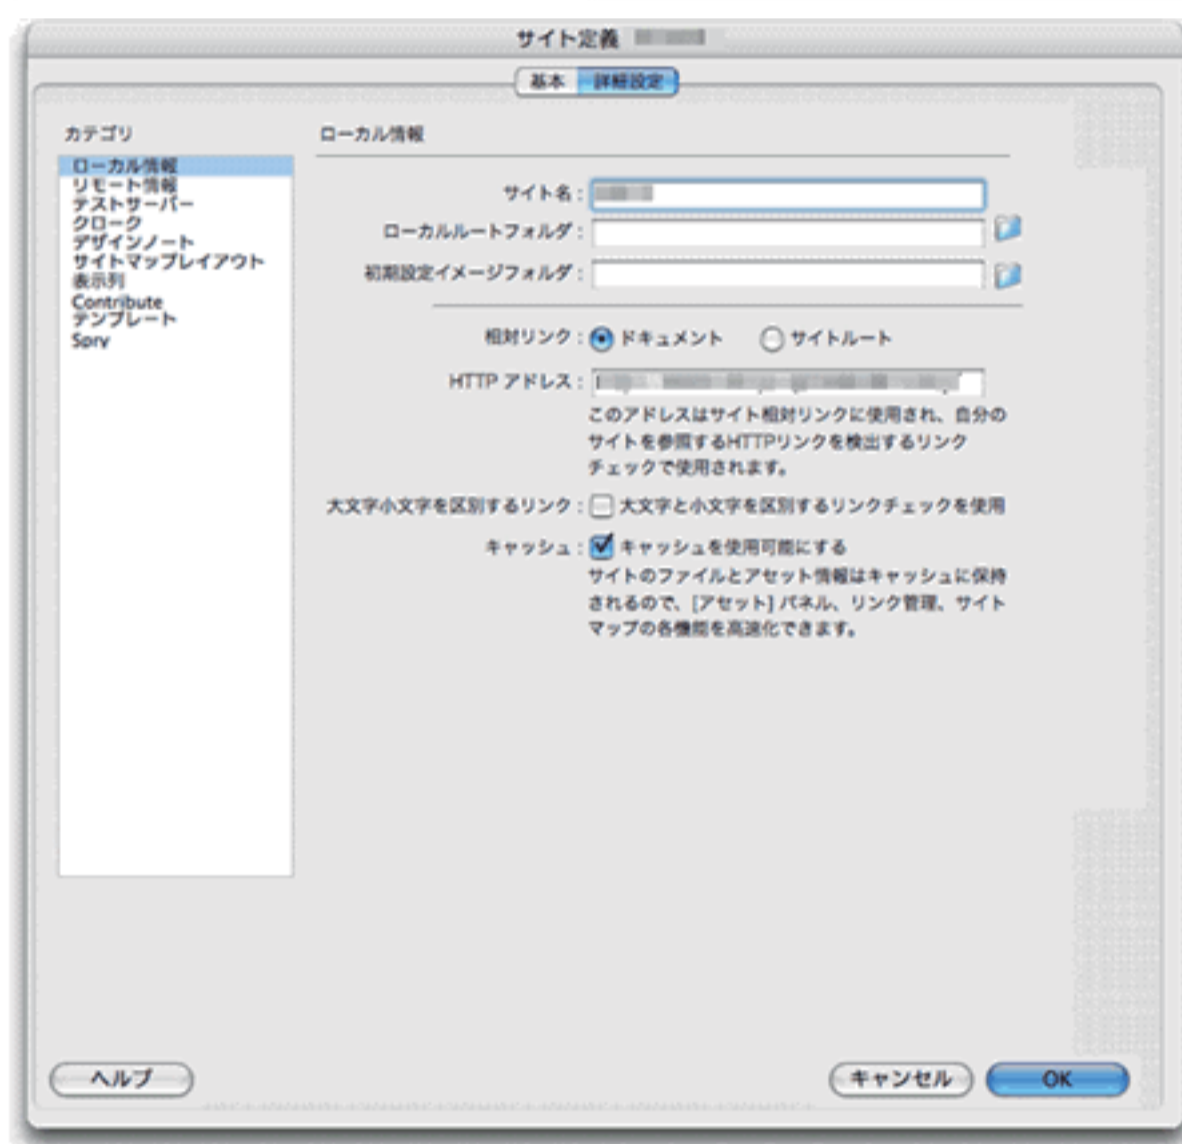 サイト定義
基本 詳細設定
カテゴリ
ローカル情報
リモート情報
テストサーバー
クローク
デザインノート
サイトマップレイアウト
表示列
Contribute
テンプレート
Spry
ローカル情報
サイト名 :
ローカルルートフォルダ :
初期設定イメージフォルダ :
相対リンク : ドキュメント サイトルート
HTTP アドレス :
このアドレスはサイト相対リンクに使用され、自分の
サイトを参照するHTTPリンクを検出するリンク
チェックで使用されます。
大文字小文字を区別するリンク : 大文字と小文字を区別するリンクチェックを使用
キャッシュ : キャッシュを使用可能にする
サイトのファイルとアセット情報はキャッシュに保持
されるので、[アセット] パネル、リンク管理、サイト
マップの各機能を高速化できます。
ヘルプ キャンセル OK